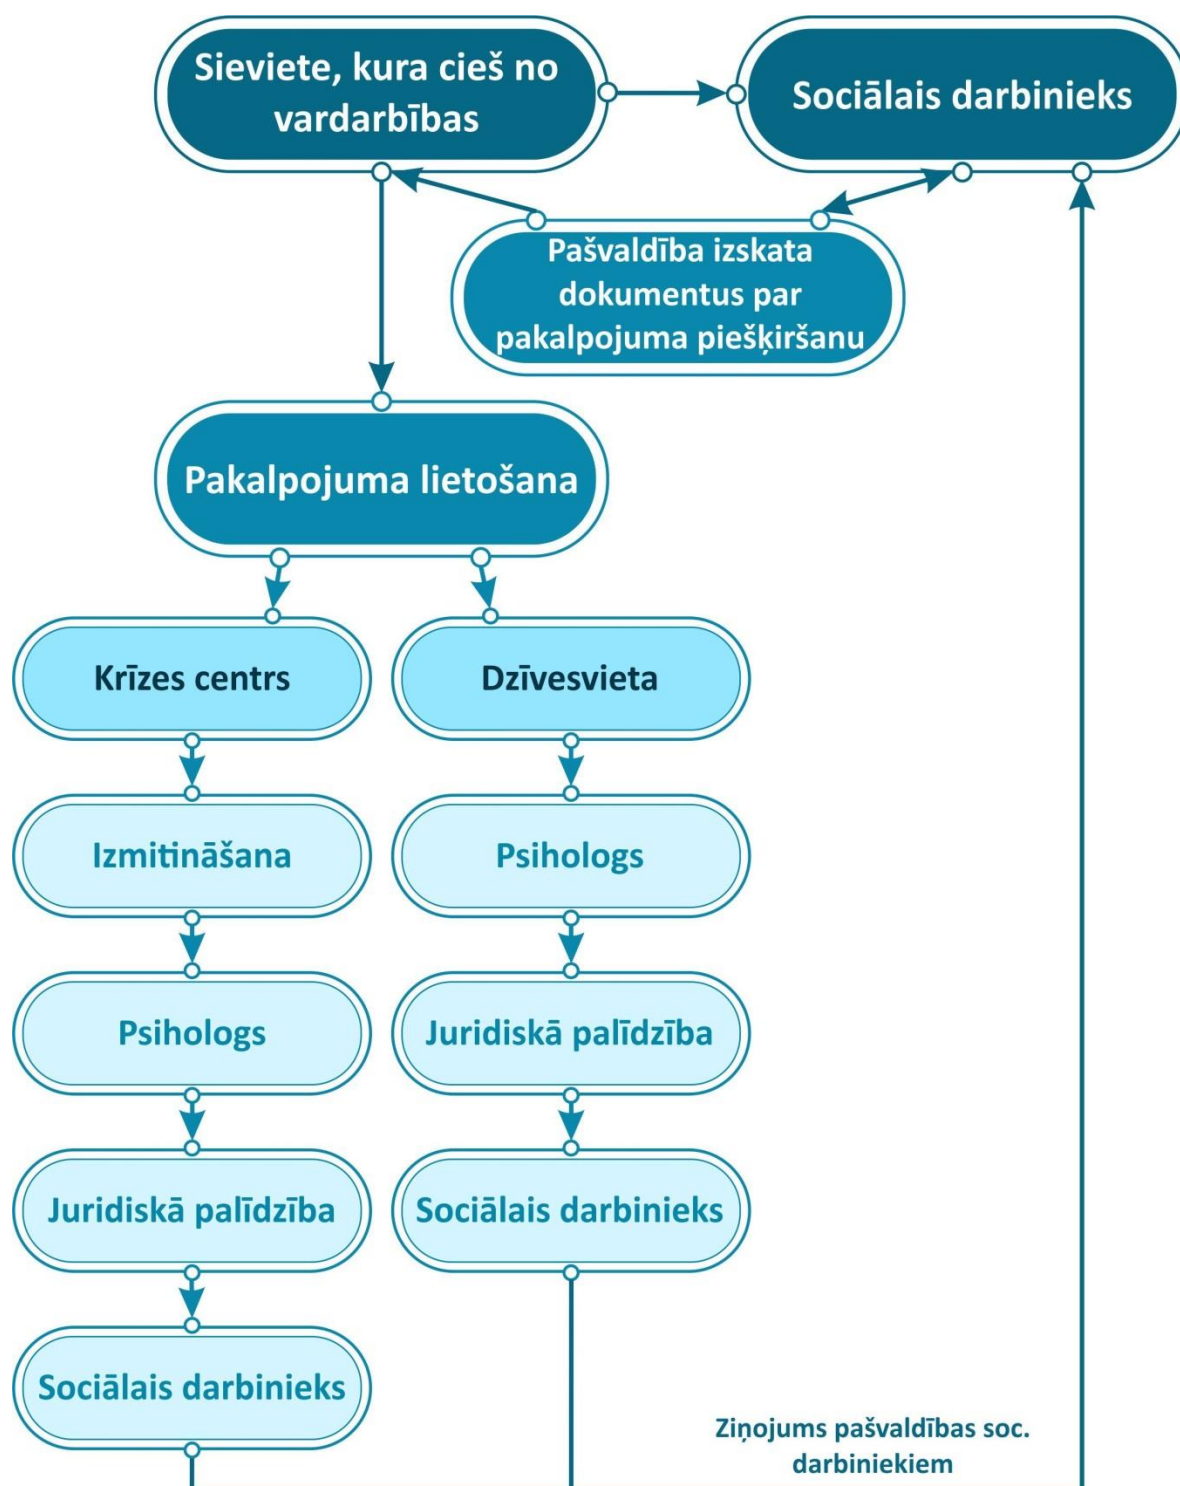 Sieviete, kura cieš no
vardarbības
Sociālais darbinieks
Pašvaldība izskata
dokumentus par
pakalpojuma piešķiršanu
Pakalpojuma lietošana
Krīzes centrs
Dzīvesvieta
Izmitināšana
Psihologs
Psihologs
Juridiskā palīdzība
Juridiskā palīdzība
Sociālais darbinieks
Sociālais darbinieks
Ziņojums pašvaldības soc.
darbiniekiem